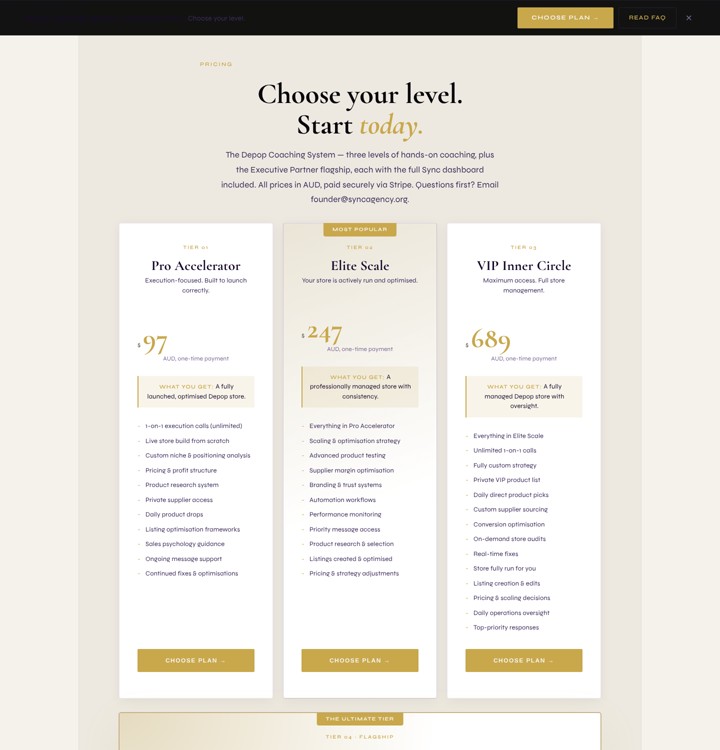 Choose your level.
CHOOSE PLAN →
READ FAQ
×
PRICING
Choose your level.
Start today.
The Depop Coaching System — three levels of hands-on coaching, plus
the Executive Partner flagship, each with the full Sync dashboard
included. All prices in AUD, paid securely via Stripe. Questions first? Email
founder@syncagency.org.
TIER 01
Pro Accelerator
Execution-focused. Built to launch
correctly.
$ 97
AUD, one-time payment
WHAT YOU GET: A fully
launched, optimised Depop store.
- 1-on-1 execution calls (unlimited)
- Live store build from scratch
- Custom niche & positioning analysis
- Pricing & profit structure
- Product research system
- Private supplier access
- Daily product drops
- Listing optimisation frameworks
- Sales psychology guidance
- Ongoing message support
- Continued fixes & optimisations
CHOOSE PLAN →
MOST POPULAR
TIER 02
Elite Scale
Your store is actively run and optimised.
$ 247
AUD, one-time payment
WHAT YOU GET: A
professionally managed store with
consistency.
- Everything in Pro Accelerator
- Scaling & optimisation strategy
- Advanced product testing
- Supplier margin optimisation
- Branding & trust systems
- Automation workflows
- Performance monitoring
- Priority message access
- Product research & selection
- Listings created & optimised
- Pricing & strategy adjustments
CHOOSE PLAN →
TIER 03
VIP Inner Circle
Maximum access. Full store
management.
$ 689
AUD, one-time payment
WHAT YOU GET: A fully
managed Depop store with
oversight.
- Everything in Elite Scale
- Unlimited 1-on-1 calls
- Fully custom strategy
- Private VIP product list
- Daily direct product picks
- Custom supplier sourcing
- Conversion optimisation
- On-demand store audits
- Real-time fixes
- Store fully run for you
- Listing creation & edits
- Pricing & scaling decisions
- Daily operations oversight
- Top-priority responses
CHOOSE PLAN →
THE ULTIMATE TIER
TIER 04 · FLAGSHIP